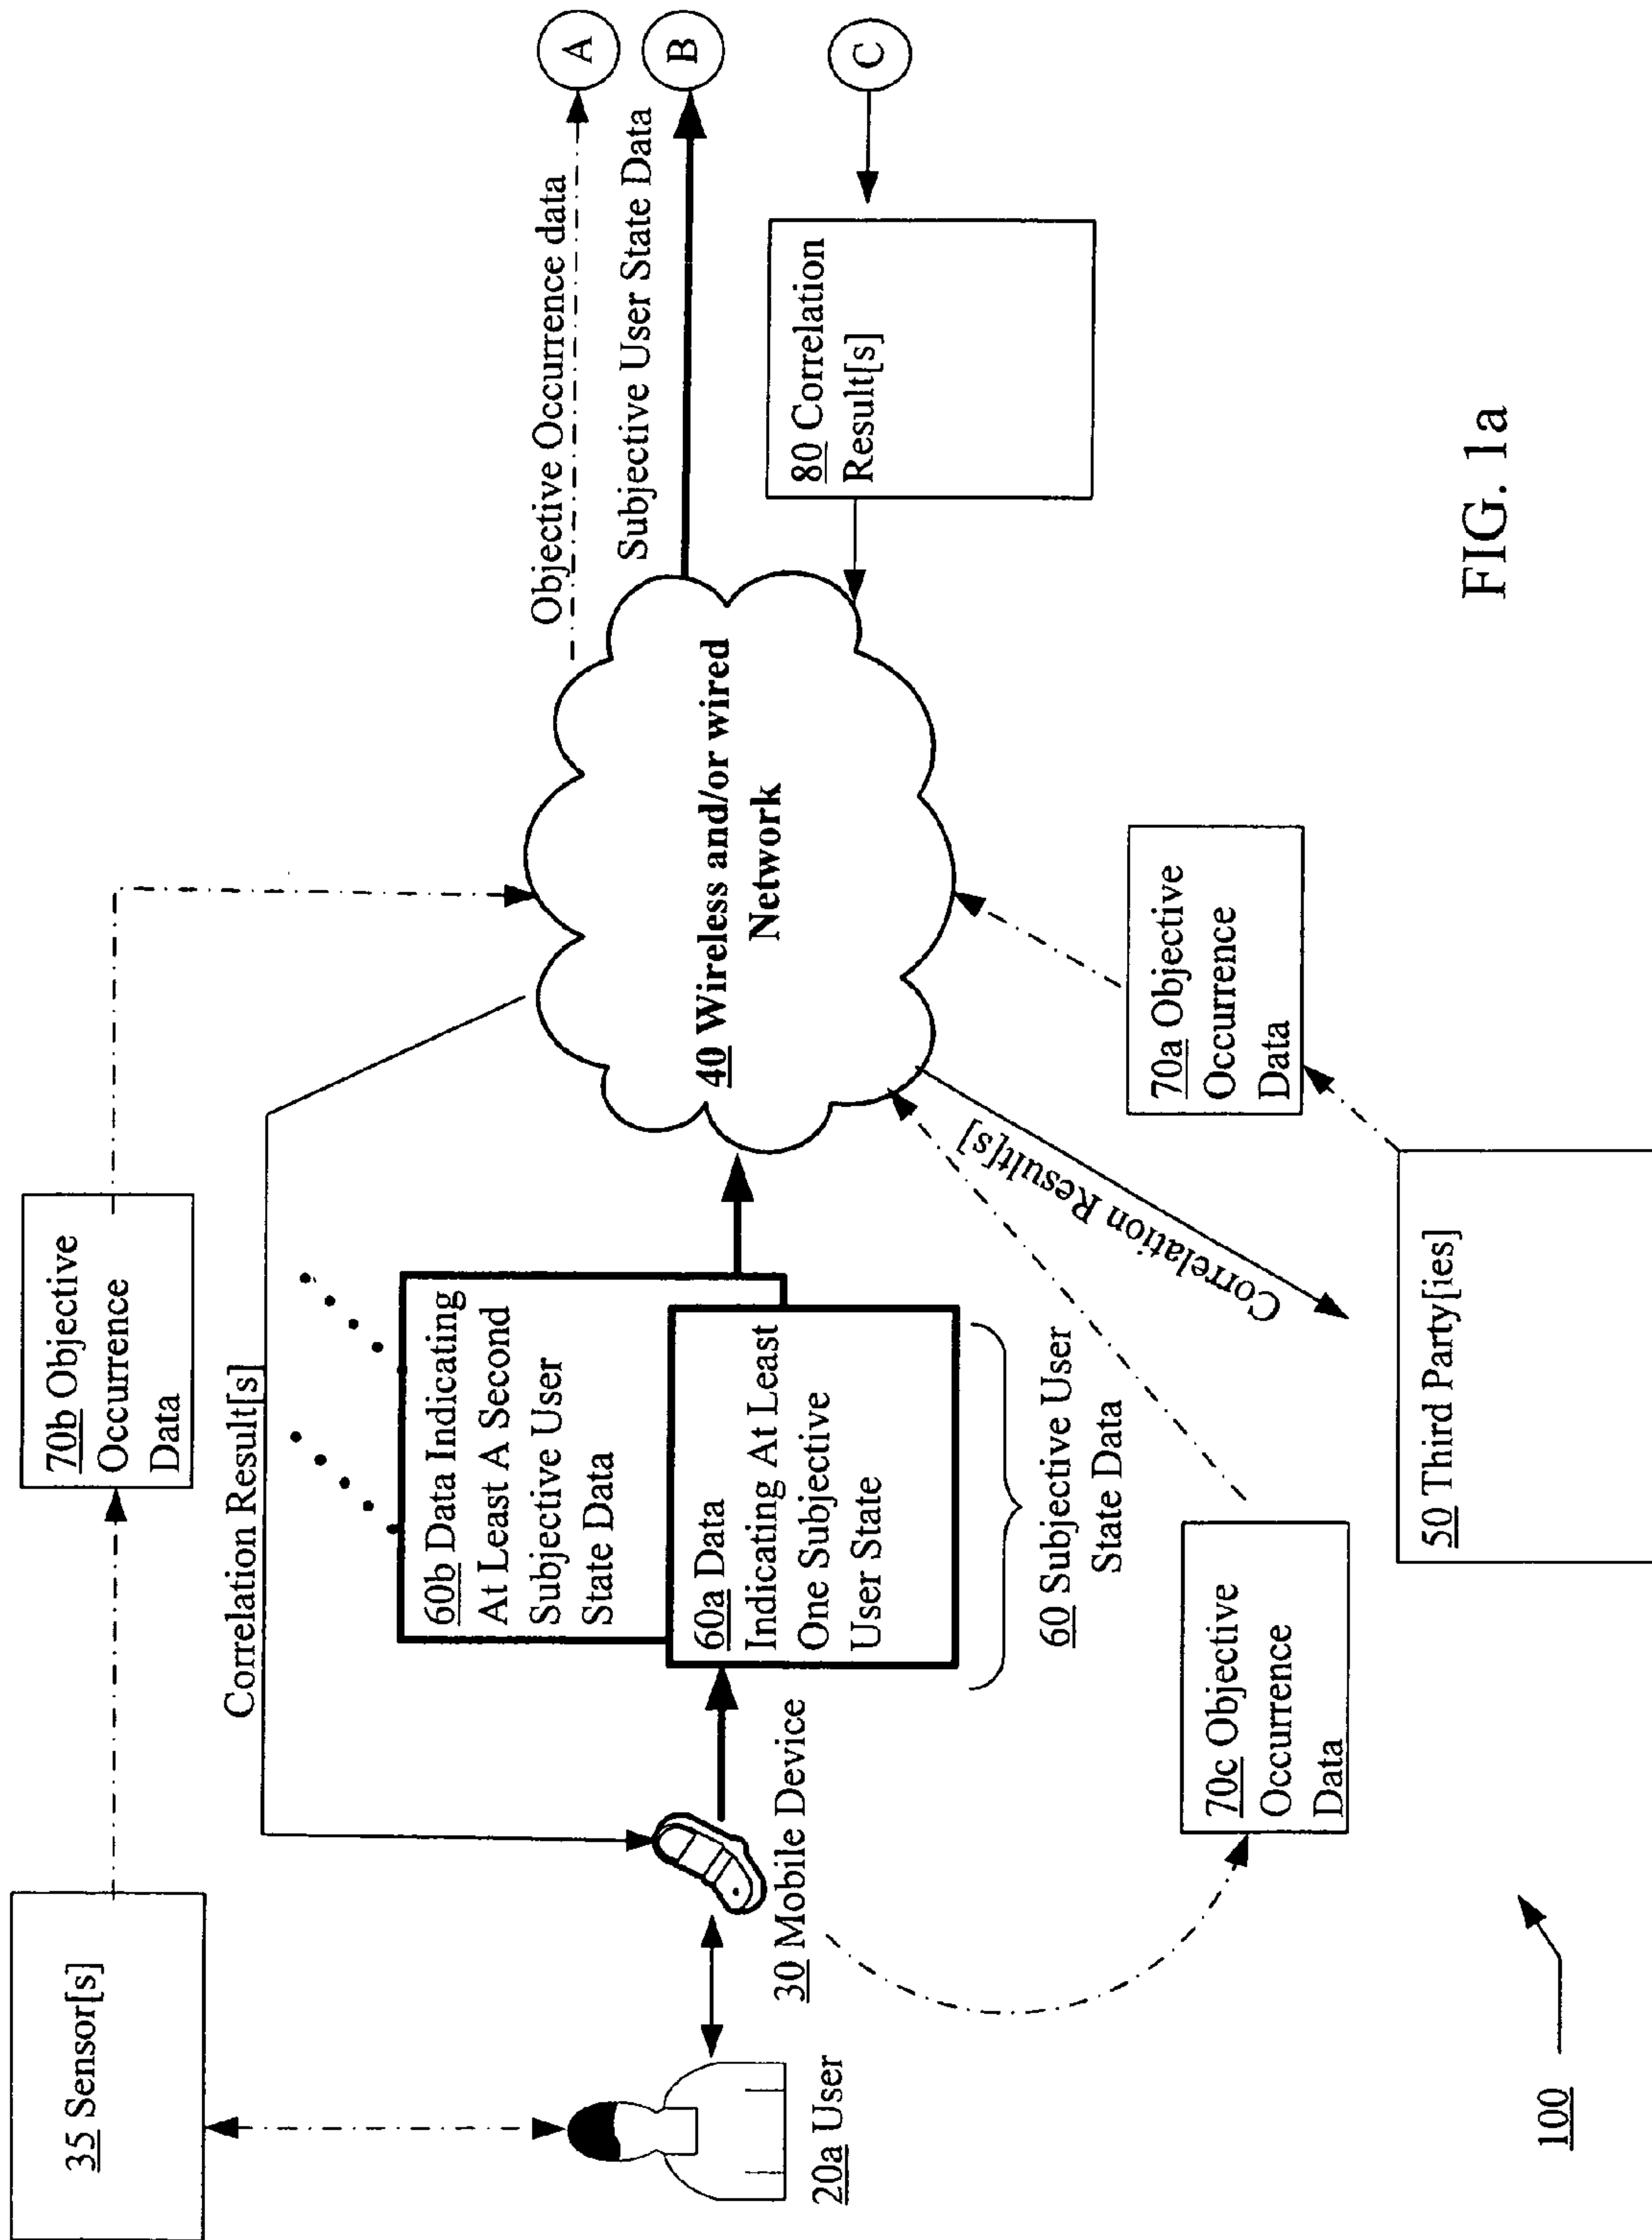 35 Sensor[s]
70b Objective
Occurrence
Data
Correlation Result[s]
Objective Occurrence data
A
Subjective User State Data
B
60b Data Indicating
At Least A Second
Subjective User
State Data
60a Data
Indicating At Least
One Subjective
User State
40 Wireless and/or wired
Network
80 Correlation
Result[s]
C
20a User
30 Mobile Device
60 Subjective User
State Data
Correlation Result[s]
70a Objective
Occurrence
Data
70c Objective
Occurrence
Data
50 Third Party[ies]
100
FIG. 1a